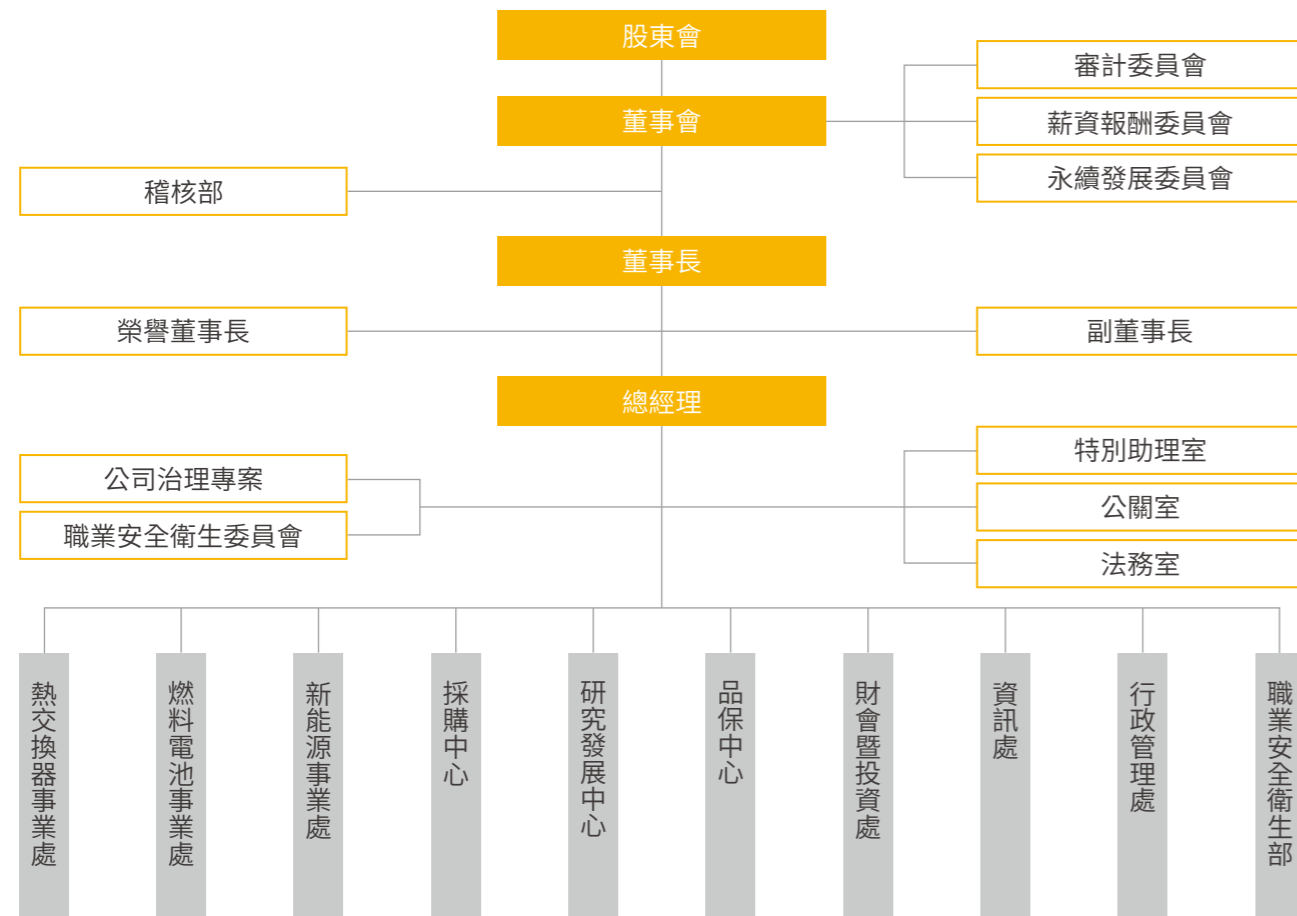 股東會
董事會
審計委員會
薪資報酬委員會
永續發展委員會
稽核部
董事長
榮譽董事長
副董事長
總經理
公司治理專案
職業安全衛生委員會
特別助理室
公關室
法務室
熱交換器事業處
燃料電池事業處
新能源事業處
採購中心
研究發展中心
品保中心
財會暨投資處
資訊處
行政管理處
職業安全衛生部